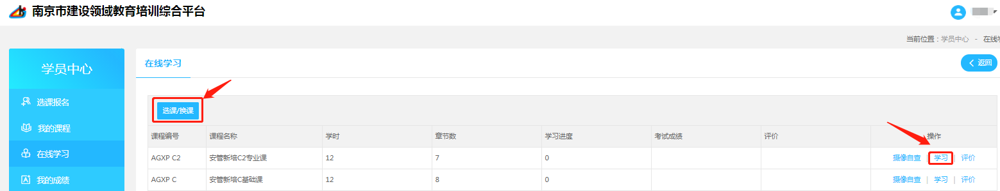 南京市建设领域教育培训综合平台
当前位置：学员中心 - 在线学
学员中心
选课报名
我的课程
在线学习
我的成绩
在线学习
返回
选课/换课
课程编号 课程名称 学时 章节数 学习进度 考试成绩 评价 操作
AGXP C2 安管新培C2专业课 12 7 0 摄像自查 | 学习 | 评价
AGXP C 安管新培C基础课 12 8 0 摄像自查 | 学习 | 评价